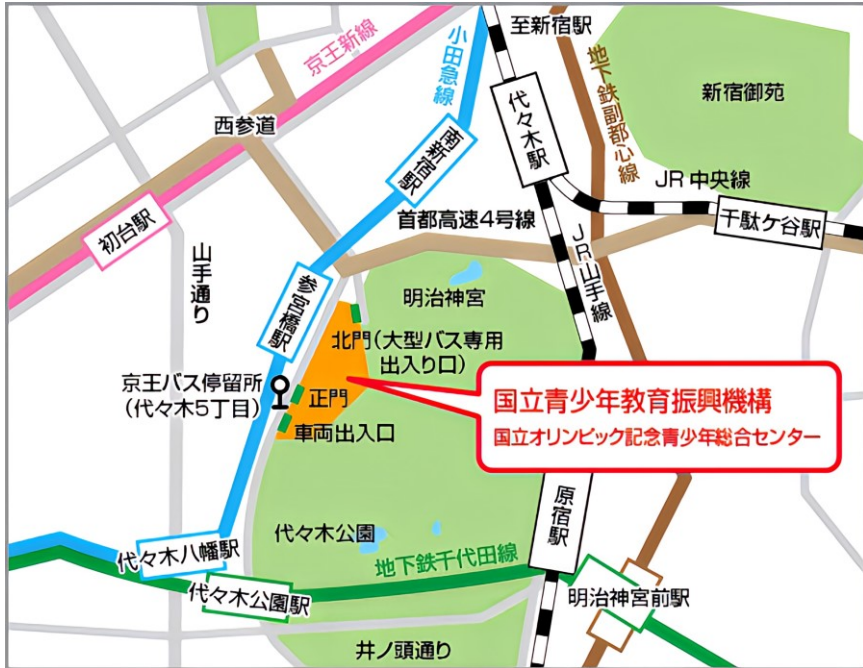 至新宿駅
京王新線
小田急線
地下鉄副都心線
新宿御苑
代々木駅
西参道
南新宿駅
JR中央線
千駄ケ谷駅
初台駅
首都高速4号線
山手通り
JR山手線
参宮橋駅
明治神宮
北門(大型バス専用
出入り口)
京王バス停留所
(代々木5丁目)
正門
車両出入口
国立青少年教育振興機構
国立オリンピック記念青少年総合センター
原宿駅
代々木公園
代々木八幡駅
地下鉄千代田線
代々木公園駅
明治神宮前駅
井ノ頭通り